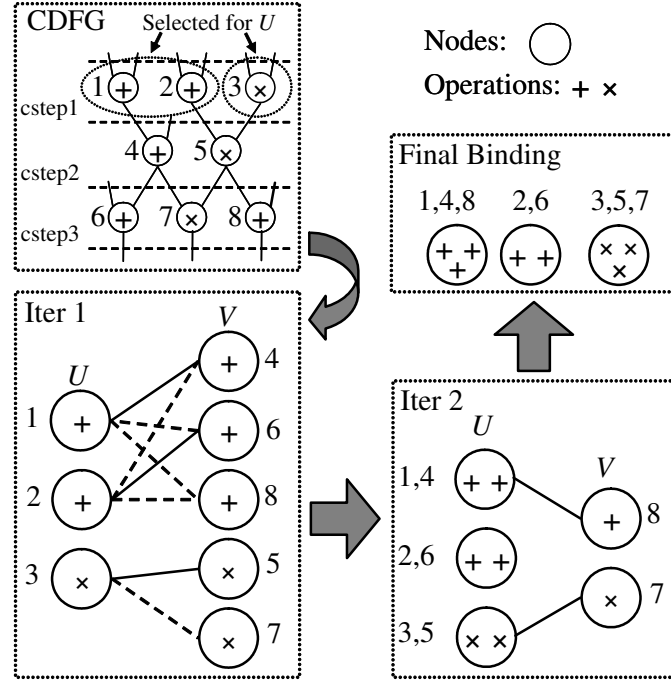 CDFG
Selected for U
1 + 2 + 3 ×
cstep1
4 + 5 ×
cstep2
6 + 7 × 8 +
cstep3
Nodes:
Operations: + ×
Final Binding
1,4,8 2,6 3,5,7
+ + + + + × × ×
Iter 1
U
V
1 +
2 +
3 ×
+ 4
+ 6
+ 8
× 5
× 7
Iter 2
U
V
1,4 + +
2,6 + +
3,5 × ×
+ 8
× 7